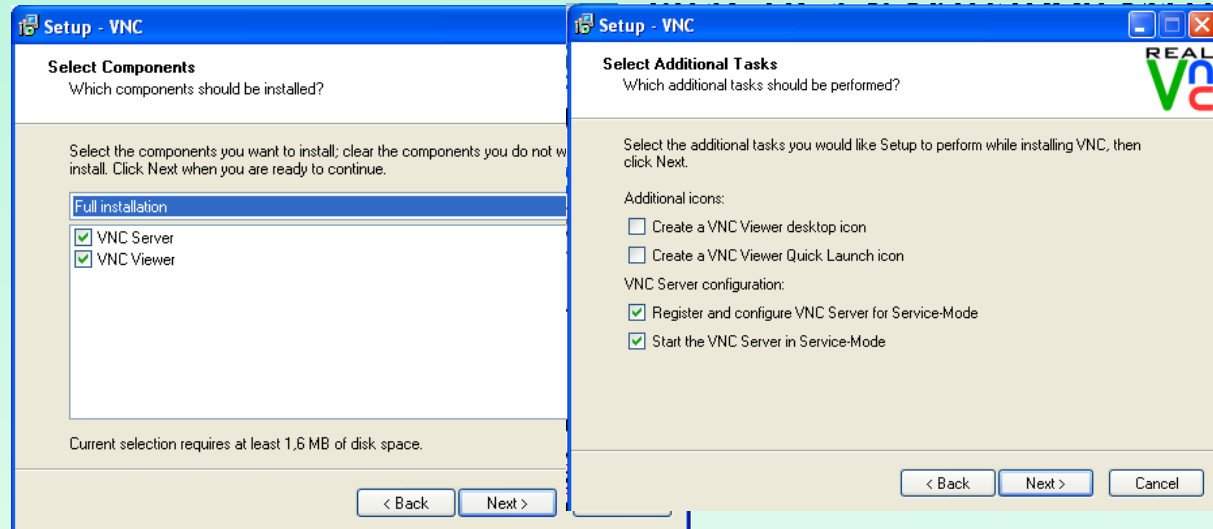 Setup - VNC
Select Components
Which components should be installed?
Select the components you want to install; clear the components you do not w
install. Click Next when you are ready to continue.
Full installation
VNC Server
VNC Viewer
Current selection requires at least 1,6 MB of disk space.
< Back
Next >
Setup - VNC
Select Additional Tasks
Which additional tasks should be performed?
REAL
VNC
Select the additional tasks you would like Setup to perform while installing VNC, then
click Next.
Additional icons:
Create a VNC Viewer desktop icon
Create a VNC Viewer Quick Launch icon
VNC Server configuration:
Register and configure VNC Server for Service-Mode
Start the VNC Server in Service-Mode
< Back
Next >
Cancel